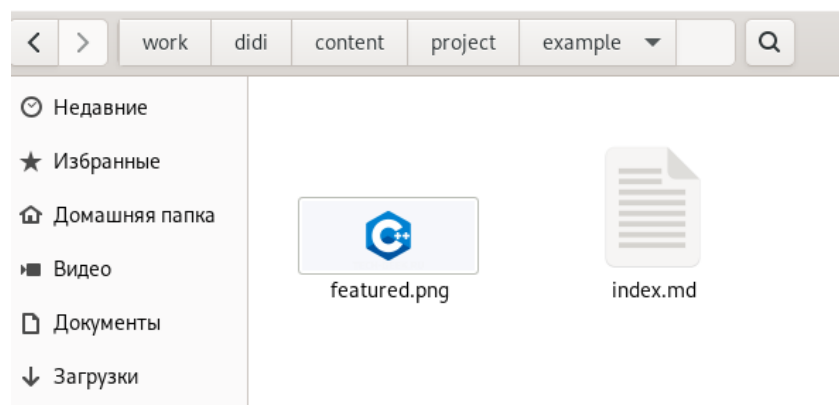 work didi content project example
Недавние
Избранные
Домашняя папка
Видео
Документы
Загрузки
C++
featured.png
index.md